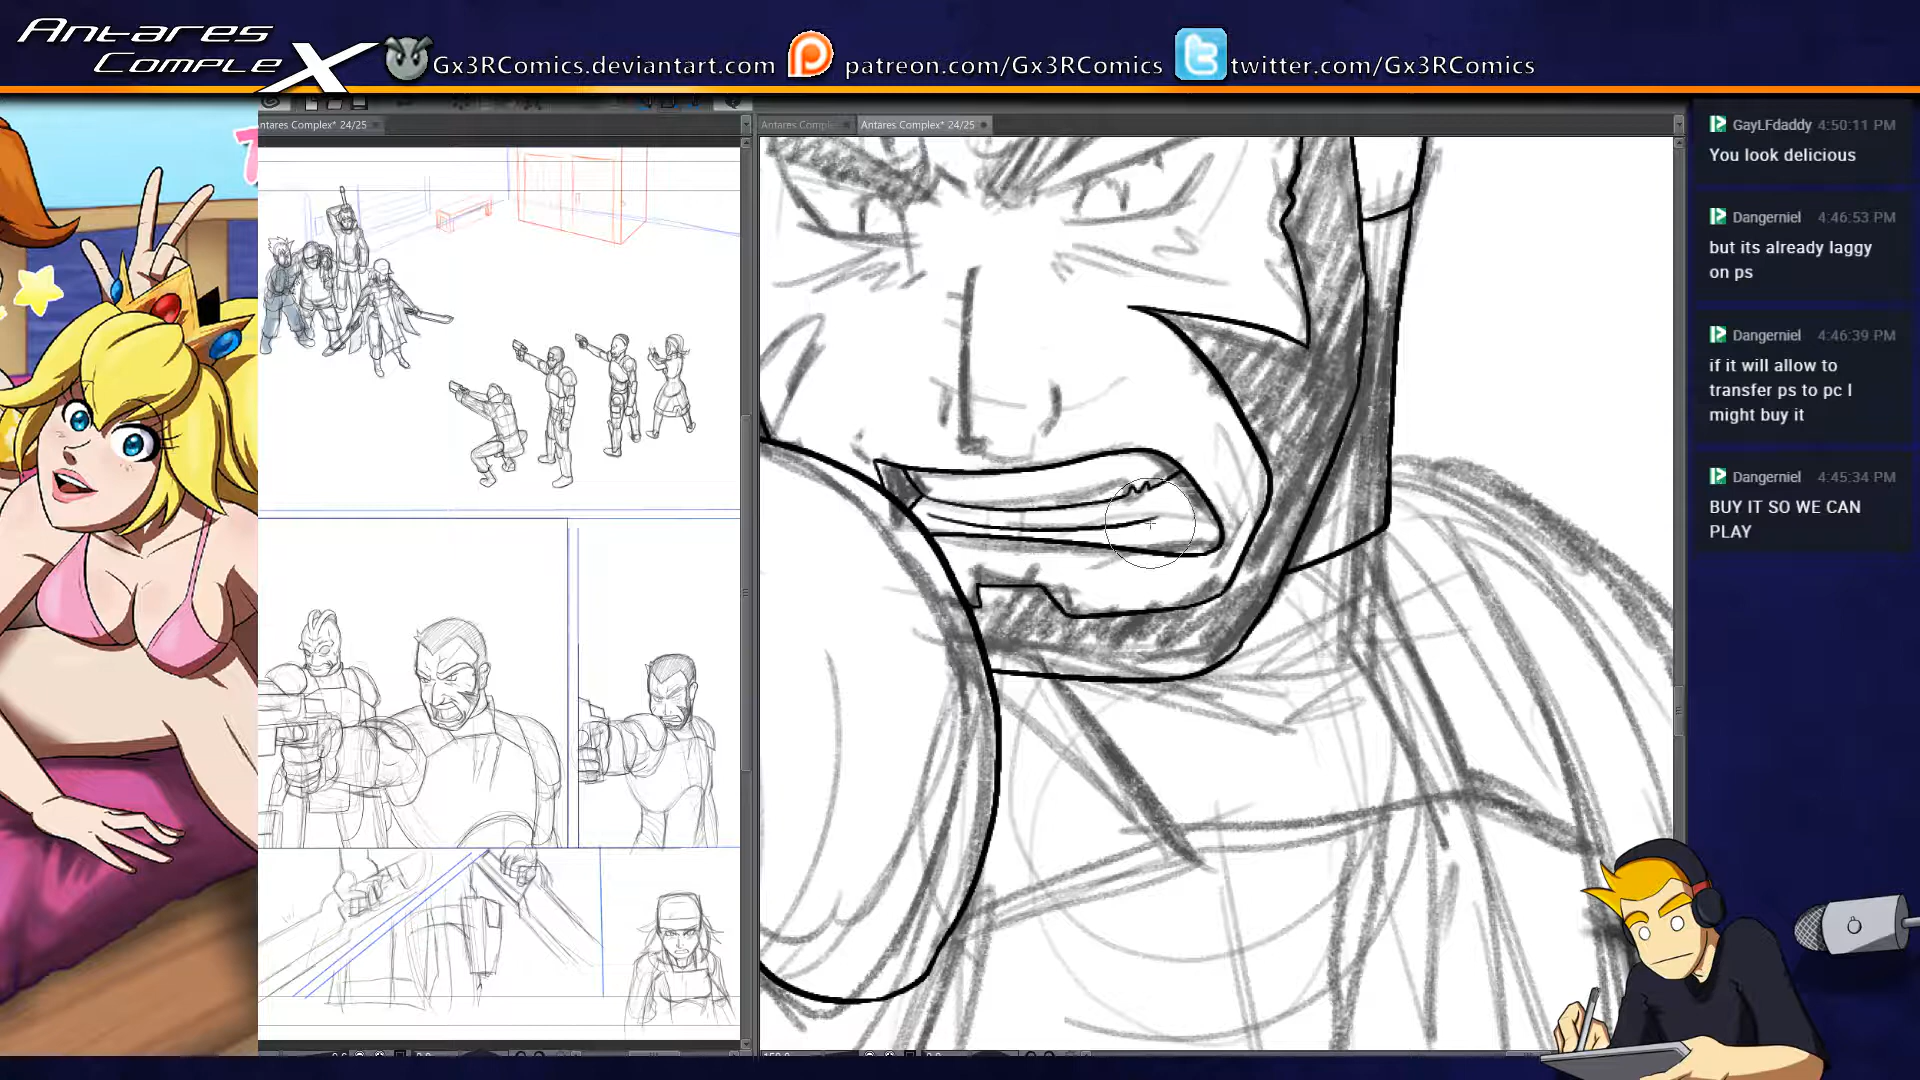 Antares
Complex
Gx3RComics.deviantart.com
patreon.com/Gx3RComics
twitter.com/Gx3RComics
ntares Complex* 24/25
Antares Comple
Antares Complex* 24/25
GayLFdaddy 4:50:11 PM
You look delicious
Dangerniel 4:46:53 PM
but its already laggy
on ps
Dangerniel 4:46:39 PM
if it will allow to
transfer ps to pc I
might buy it
Dangerniel 4:45:34 PM
BUY IT SO WE CAN
PLAY